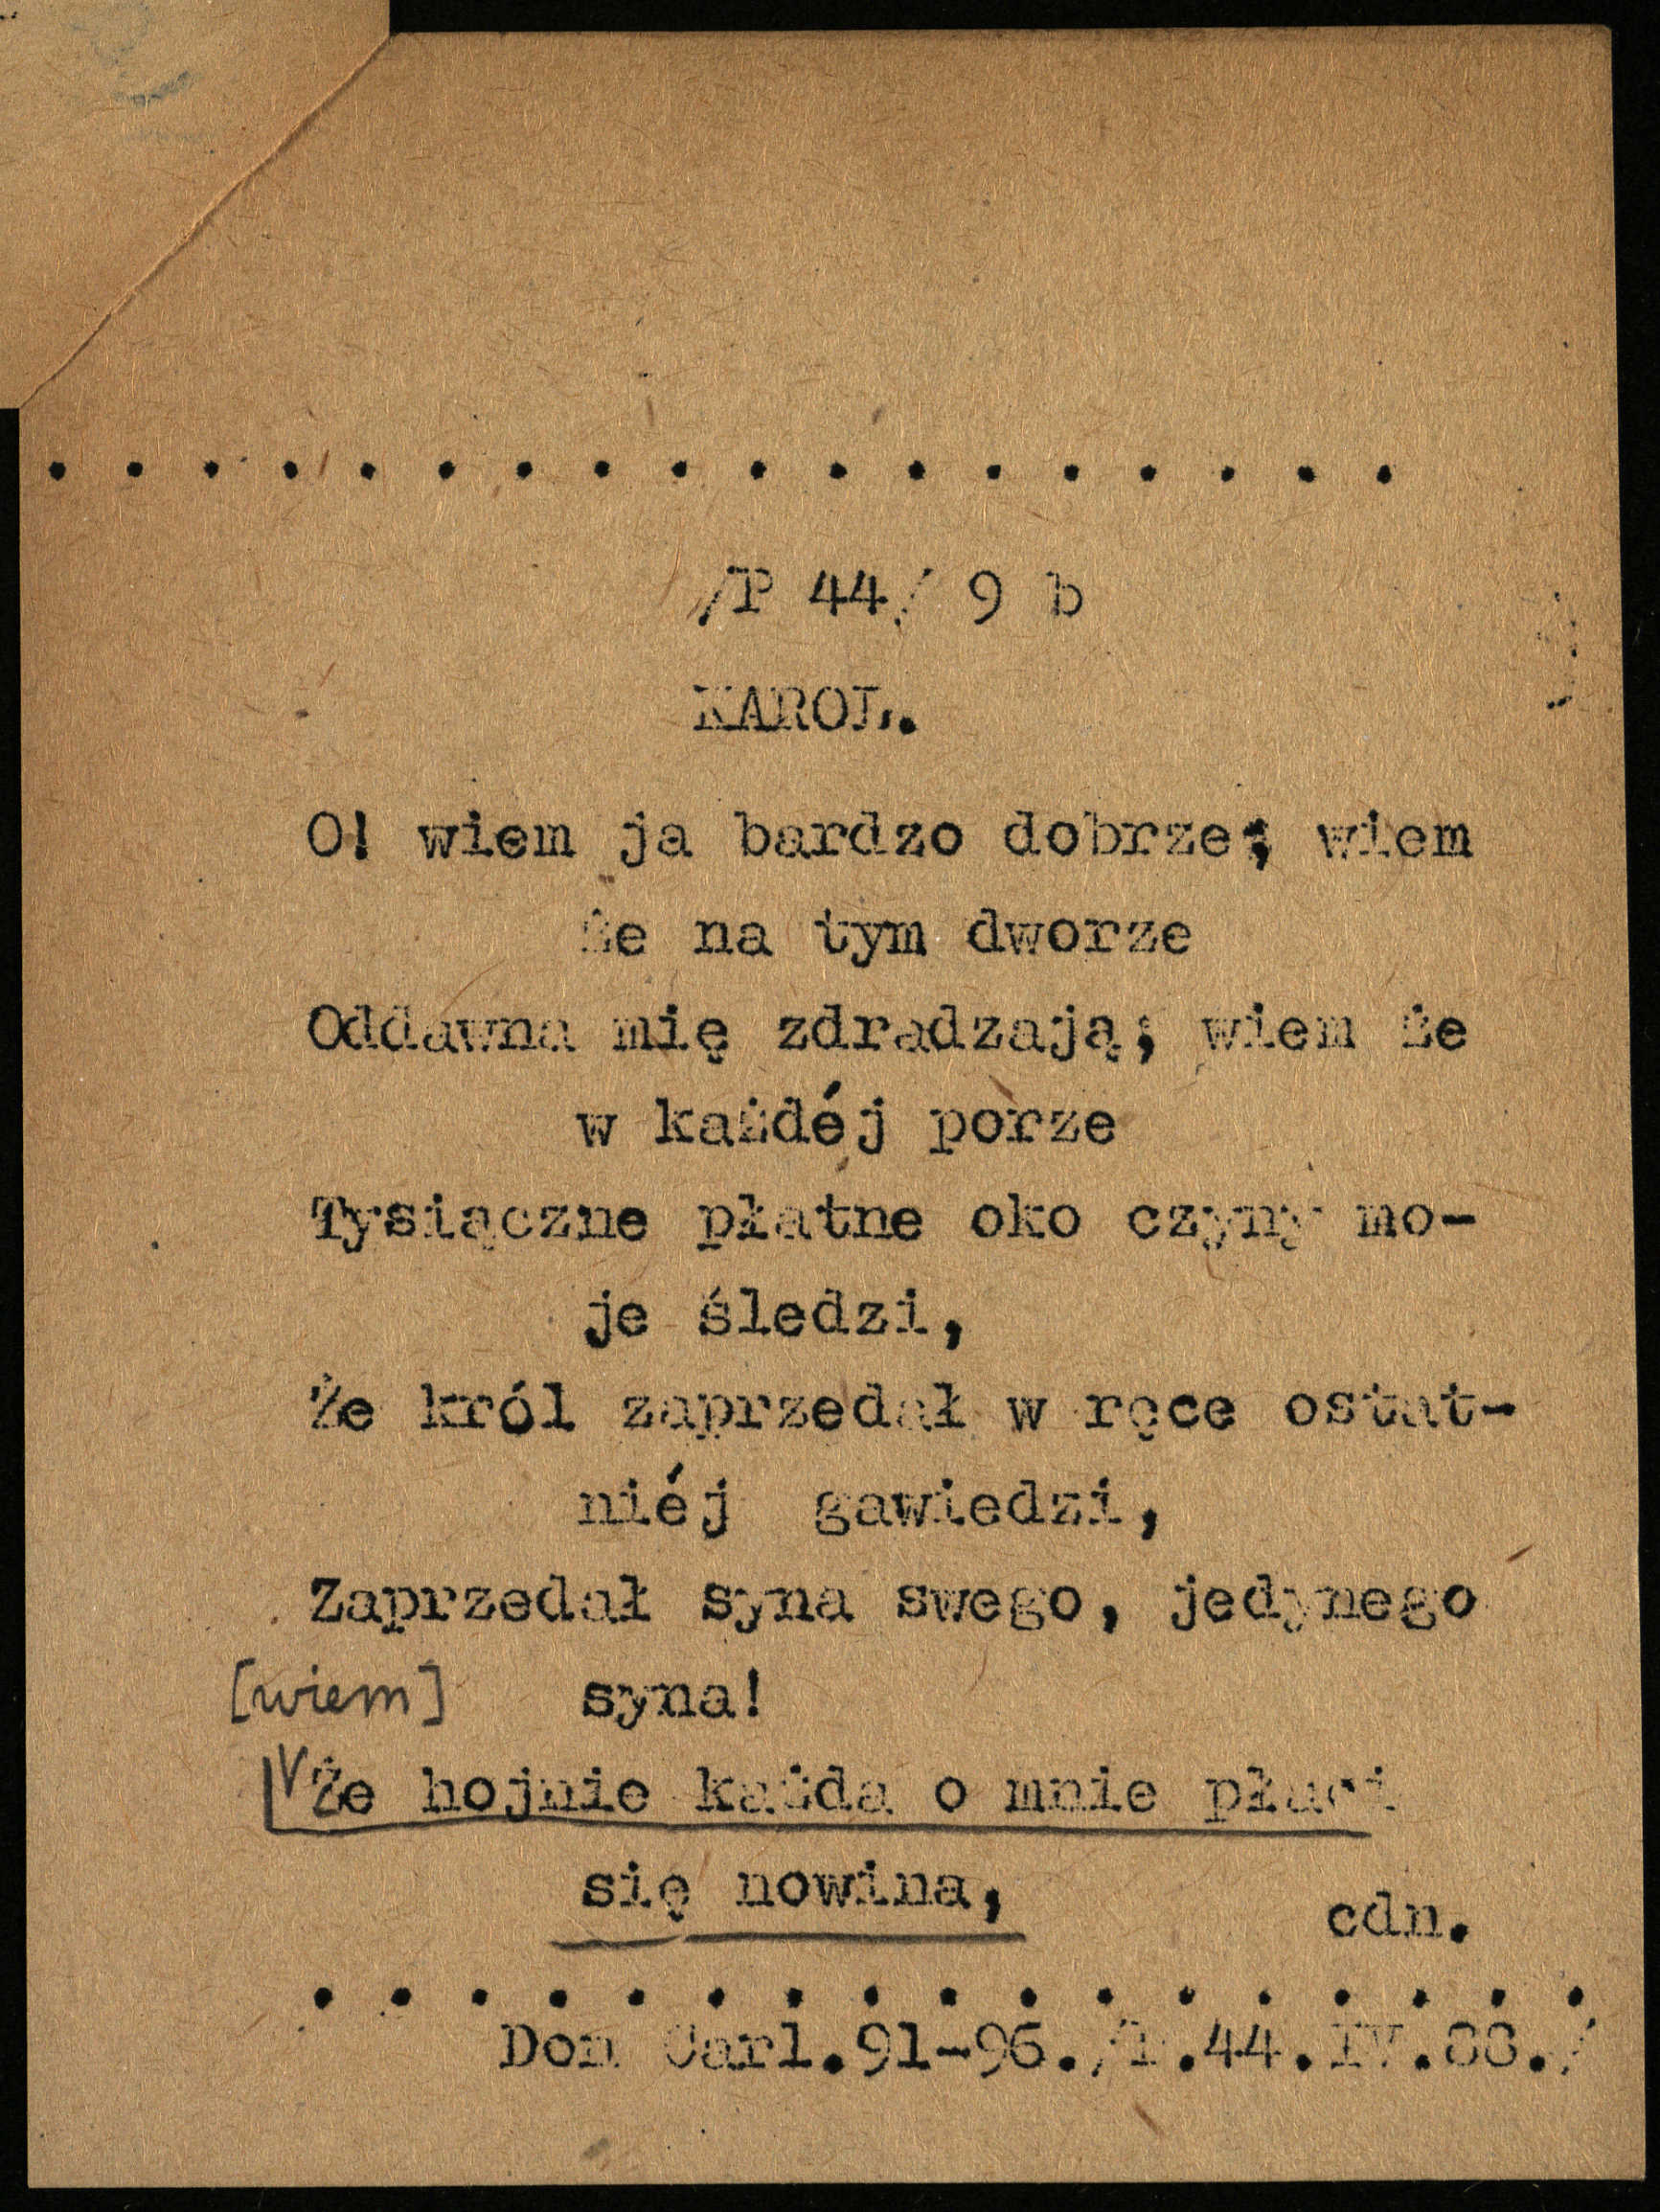 . . . . . . . . . . . . . . . . . .
/P 44/ 9 b
KAROL.
O! wiem ja bardzo dobrze; wiem
że na tym dworze
Oddawna mię zdradzają; wiem że
w każdéj porze
Tysiączne płatne oko czyny mo-
je śledzi,
Że król zaprzedał w ręce ostat-
niéj gawiedzi,
Zaprzedał syna swego, jedynego
[wiem] syna!
Że hojnie każda o mnie płaci
się nowina,
cdn.
. . . . . . . . . . . . . . . . .
Don Carl.91-96./P.44.IV.88./